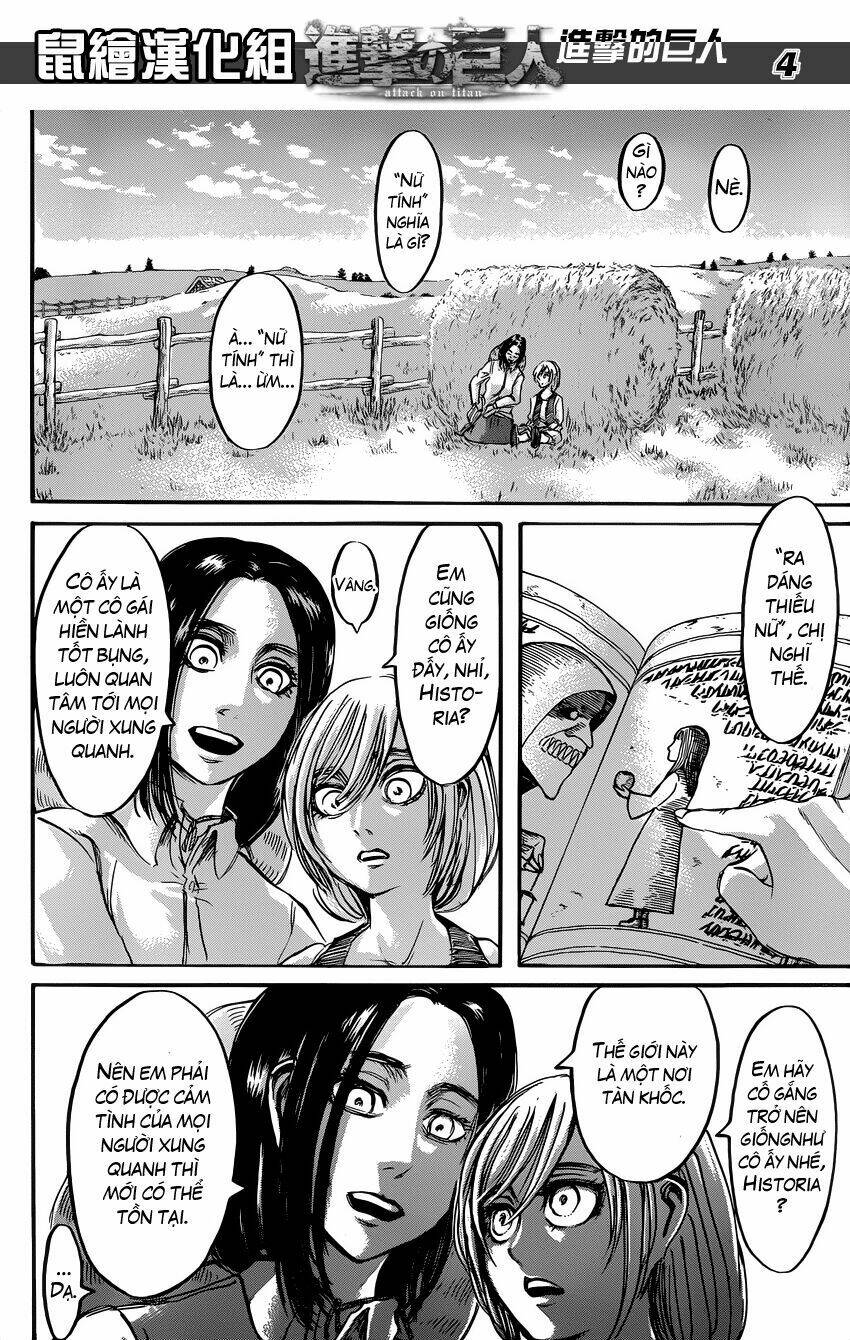 鼠繪漢化組
進撃の巨人
attack on titan
進擊的巨人
4
NÈ.
GÌ
NÀO
?
"NỮ
TÍNH"
NGHĨA
LÀ GÌ?
À... "NỮ
TÍNH" THÌ
LÀ... ỪM...
"RA
DÁNG
THIẾU
NỮ", CHỊ
NGHĨ
THẾ.
EM
CŨNG
GIỐNG
CÔ ẤY
ĐẤY, NHỈ,
HISTO-
RIA?
VÂNG.
CÔ ẤY LÀ
MỘT CÔ GÁI
HIỀN LÀNH
TỐT BỤNG,
LUÔN QUAN
TÂM TỚI MỌI
NGƯỜI XUNG
QUANH.
EM HÃY
CỐ GẮNG
TRỞ NÊN
GIỐNGNHƯ
CÔ ẤY NHÉ,
HISTORIA
?
THẾ GIỚI NÀY
LÀ MỘT NƠI
TÀN KHỐC.
NÊN EM PHẢI
CÓ ĐƯỢC CẢM
TÌNH CỦA MỌI
NGƯỜI XUNG
QUANH THÌ
MỚI CÓ THỂ
TỒN TẠI.
...
DẠ.